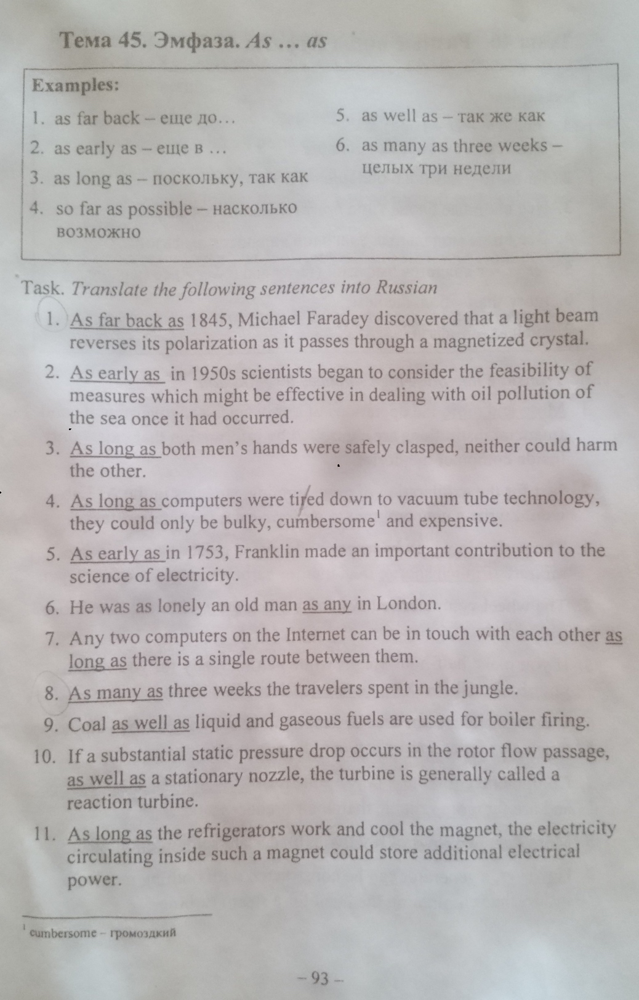 Тема 45. Эмфаза. As ... as
Examples:
1. as far back – еще до...
2. as early as – еще в ...
3. as long as – поскольку, так как
4. so far as possible – насколько
возможно
5. as well as – так же как
6. as many as three weeks –
целых три недели
Task. Translate the following sentences into Russian
1. As far back as 1845, Michael Faradey discovered that a light beam
reverses its polarization as it passes through a magnetized crystal.
2. As early as in 1950s scientists began to consider the feasibility of
measures which might be effective in dealing with oil pollution of
the sea once it had occurred.
3. As long as both men's hands were safely clasped, neither could harm
the other.
4. As long as computers were tired down to vacuum tube technology,
they could only be bulky, cumbersome¹ and expensive.
5. As early as in 1753, Franklin made an important contribution to the
science of electricity.
6. He was as lonely an old man as any in London.
7. Any two computers on the Internet can be in touch with each other as
long as there is a single route between them.
8. As many as three weeks the travelers spent in the jungle.
9. Coal as well as liquid and gaseous fuels are used for boiler firing.
10. If a substantial static pressure drop occurs in the rotor flow passage,
as well as a stationary nozzle, the turbine is generally called a
reaction turbine.
11. As long as the refrigerators work and cool the magnet, the electricity
circulating inside such a magnet could store additional electrical
power.
¹ cumbersome – громоздкий
– 93 –